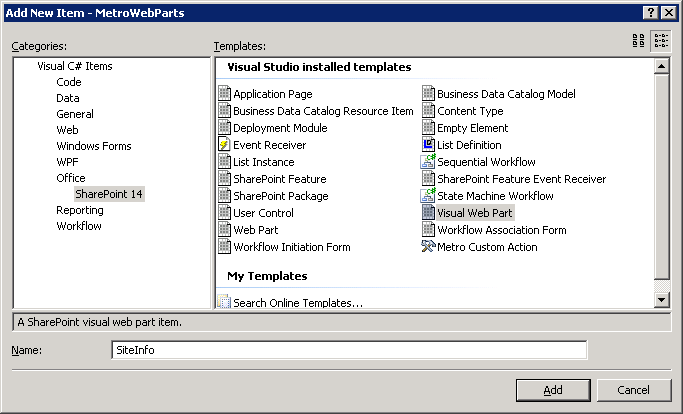 Add New Item - MetroWebParts
Categories:
Templates:
Visual C# Items
Code
Data
General
Web
Windows Forms
WPF
Office
SharePoint 14
Reporting
Workflow
Visual Studio installed templates
Application Page
Business Data Catalog Model
Business Data Catalog Resource Item
Content Type
Deployment Module
Empty Element
Event Receiver
List Definition
List Instance
Sequential Workflow
SharePoint Feature
SharePoint Feature Event Receiver
SharePoint Package
State Machine Workflow
User Control
Visual Web Part
Web Part
Workflow Association Form
Workflow Initiation Form
Metro Custom Action
My Templates
Search Online Templates...
A SharePoint visual web part item.
Name:
SiteInfo
Add
Cancel